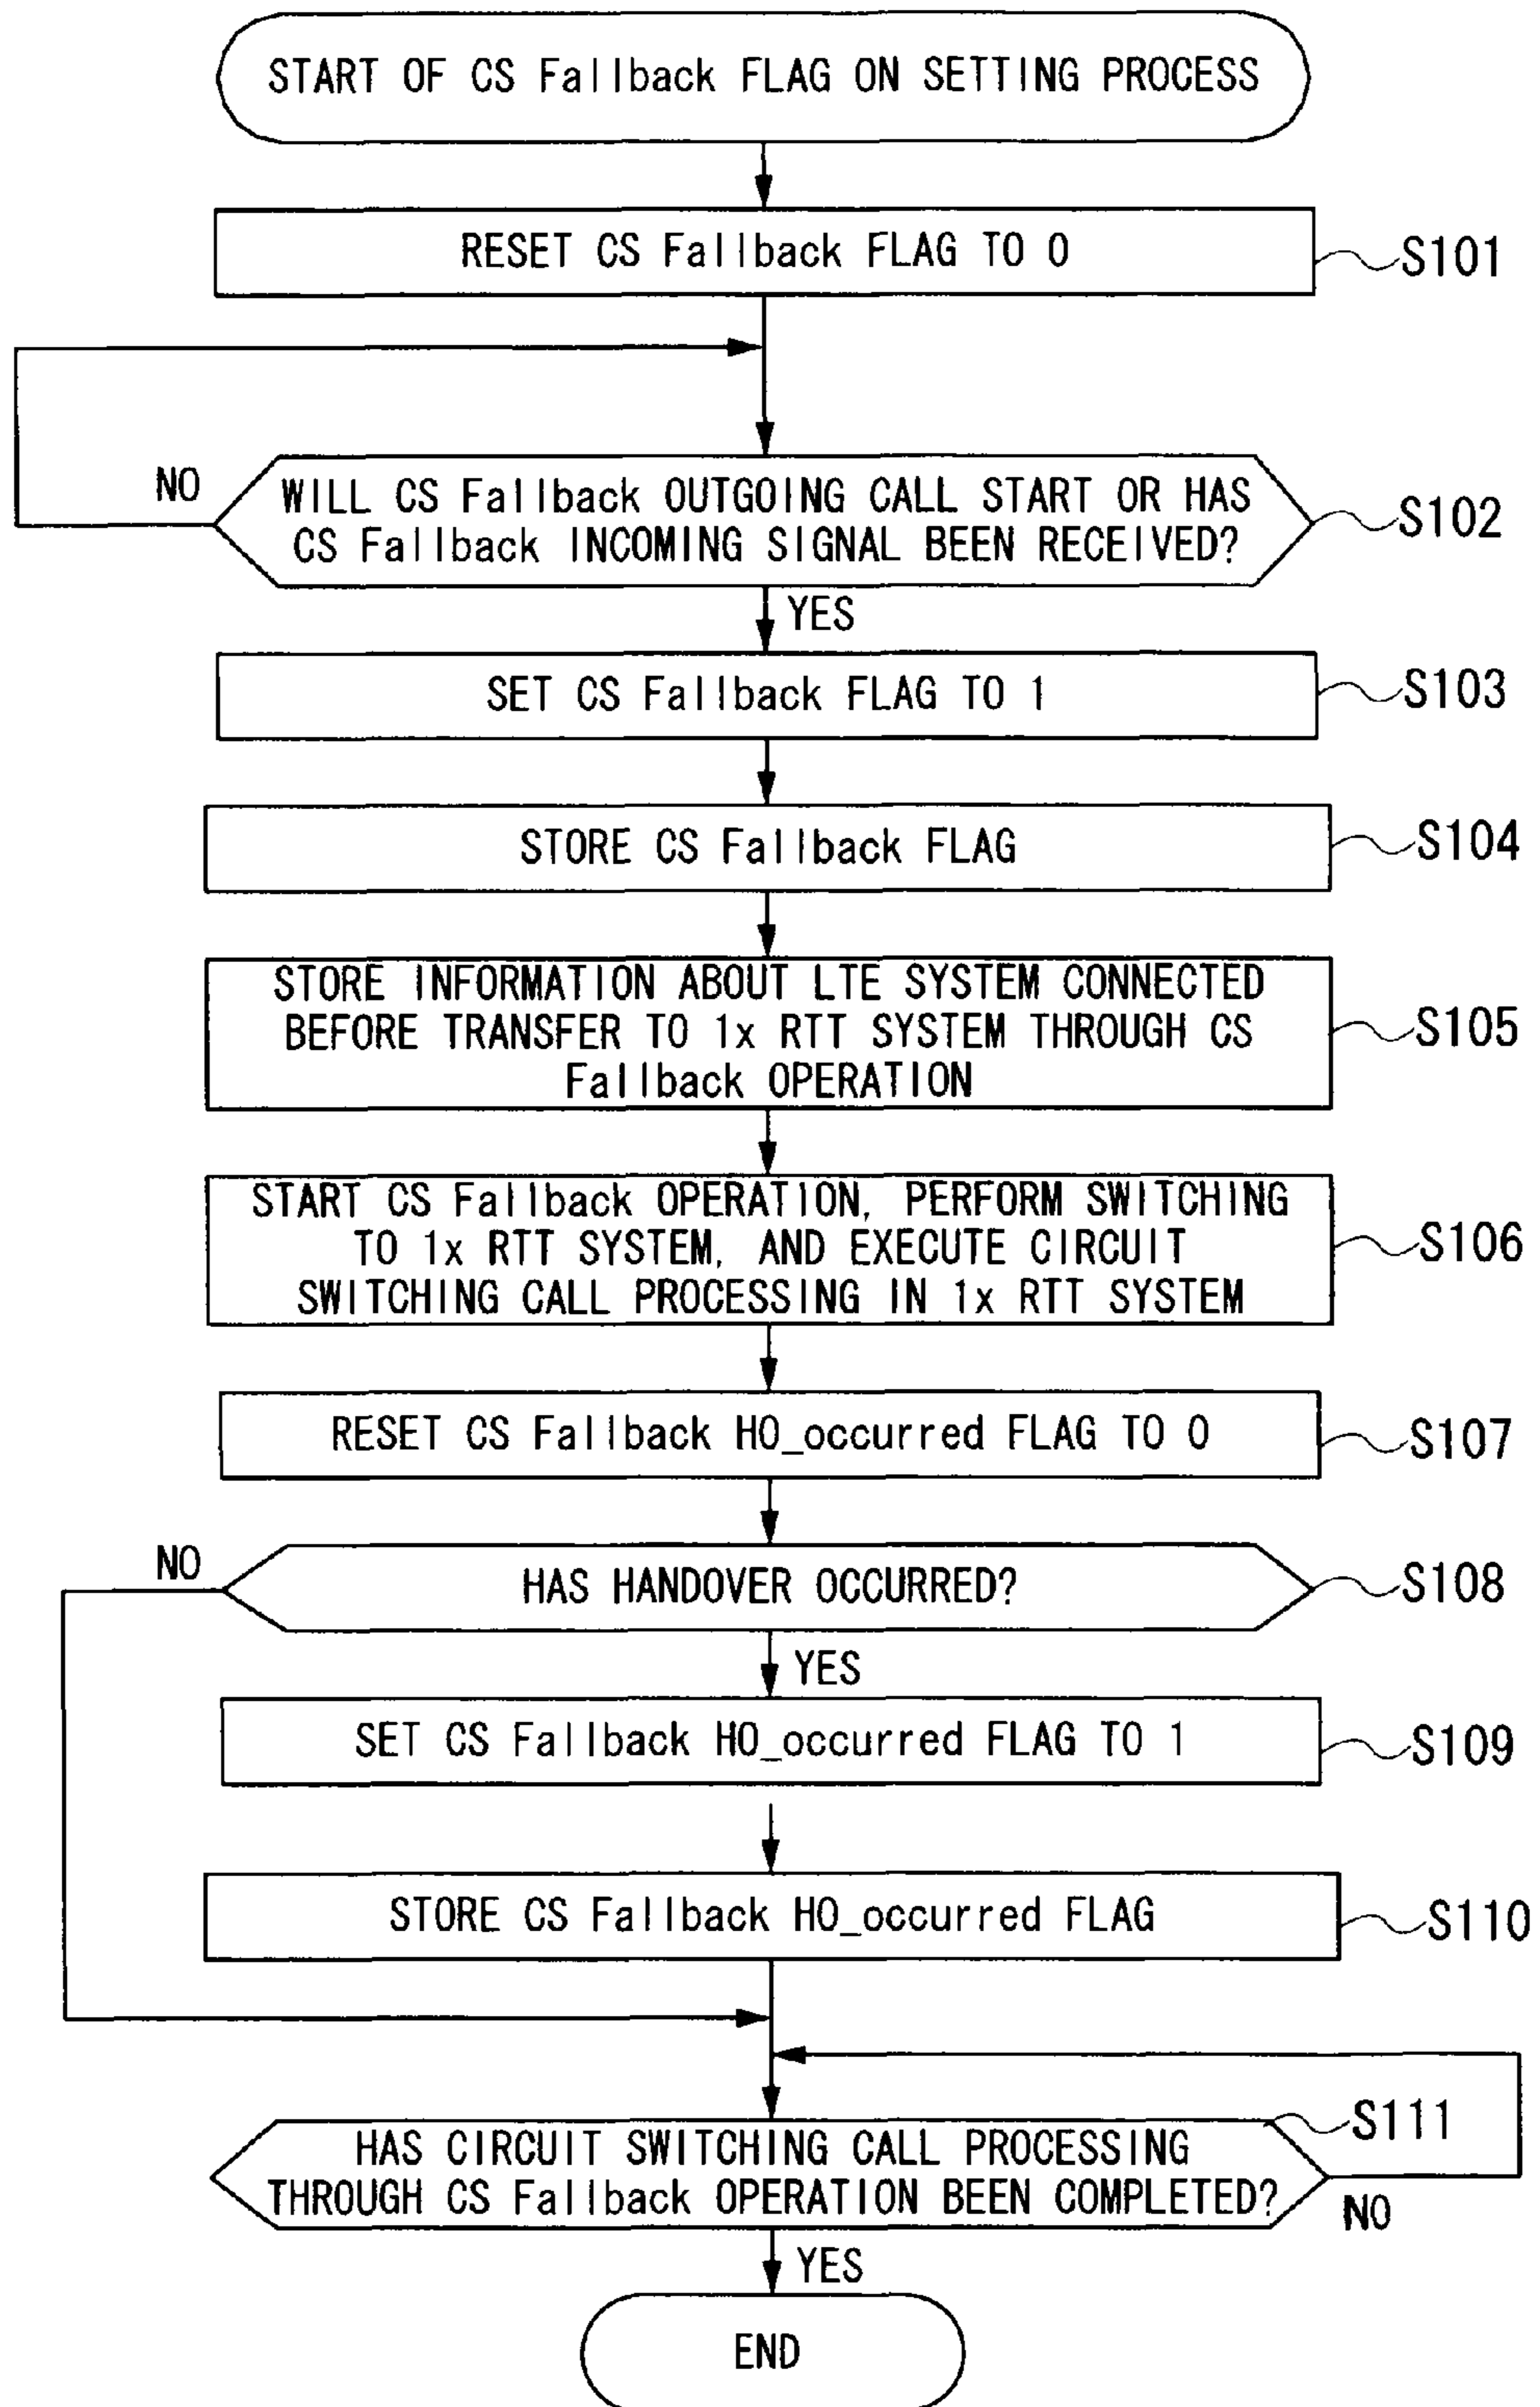 START OF CS Fallback FLAG ON SETTING PROCESS
RESET CS Fallback FLAG TO 0
S101
NO
WILL CS Fallback OUTGOING CALL START OR HAS
CS Fallback INCOMING SIGNAL BEEN RECEIVED?
S102
YES
SET CS Fallback FLAG TO 1
S103
STORE CS Fallback FLAG
S104
STORE INFORMATION ABOUT LTE SYSTEM CONNECTED
BEFORE TRANSFER TO 1x RTT SYSTEM THROUGH CS
Fallback OPERATION
S105
START CS Fallback OPERATION, PERFORM SWITCHING
TO 1x RTT SYSTEM, AND EXECUTE CIRCUIT
SWITCHING CALL PROCESSING IN 1x RTT SYSTEM
S106
RESET CS Fallback HO_occurred FLAG TO 0
S107
NO
HAS HANDOVER OCCURRED?
S108
YES
SET CS Fallback HO_occurred FLAG TO 1
S109
STORE CS Fallback HO_occurred FLAG
S110
S111
HAS CIRCUIT SWITCHING CALL PROCESSING
THROUGH CS Fallback OPERATION BEEN COMPLETED?
NO
YES
END